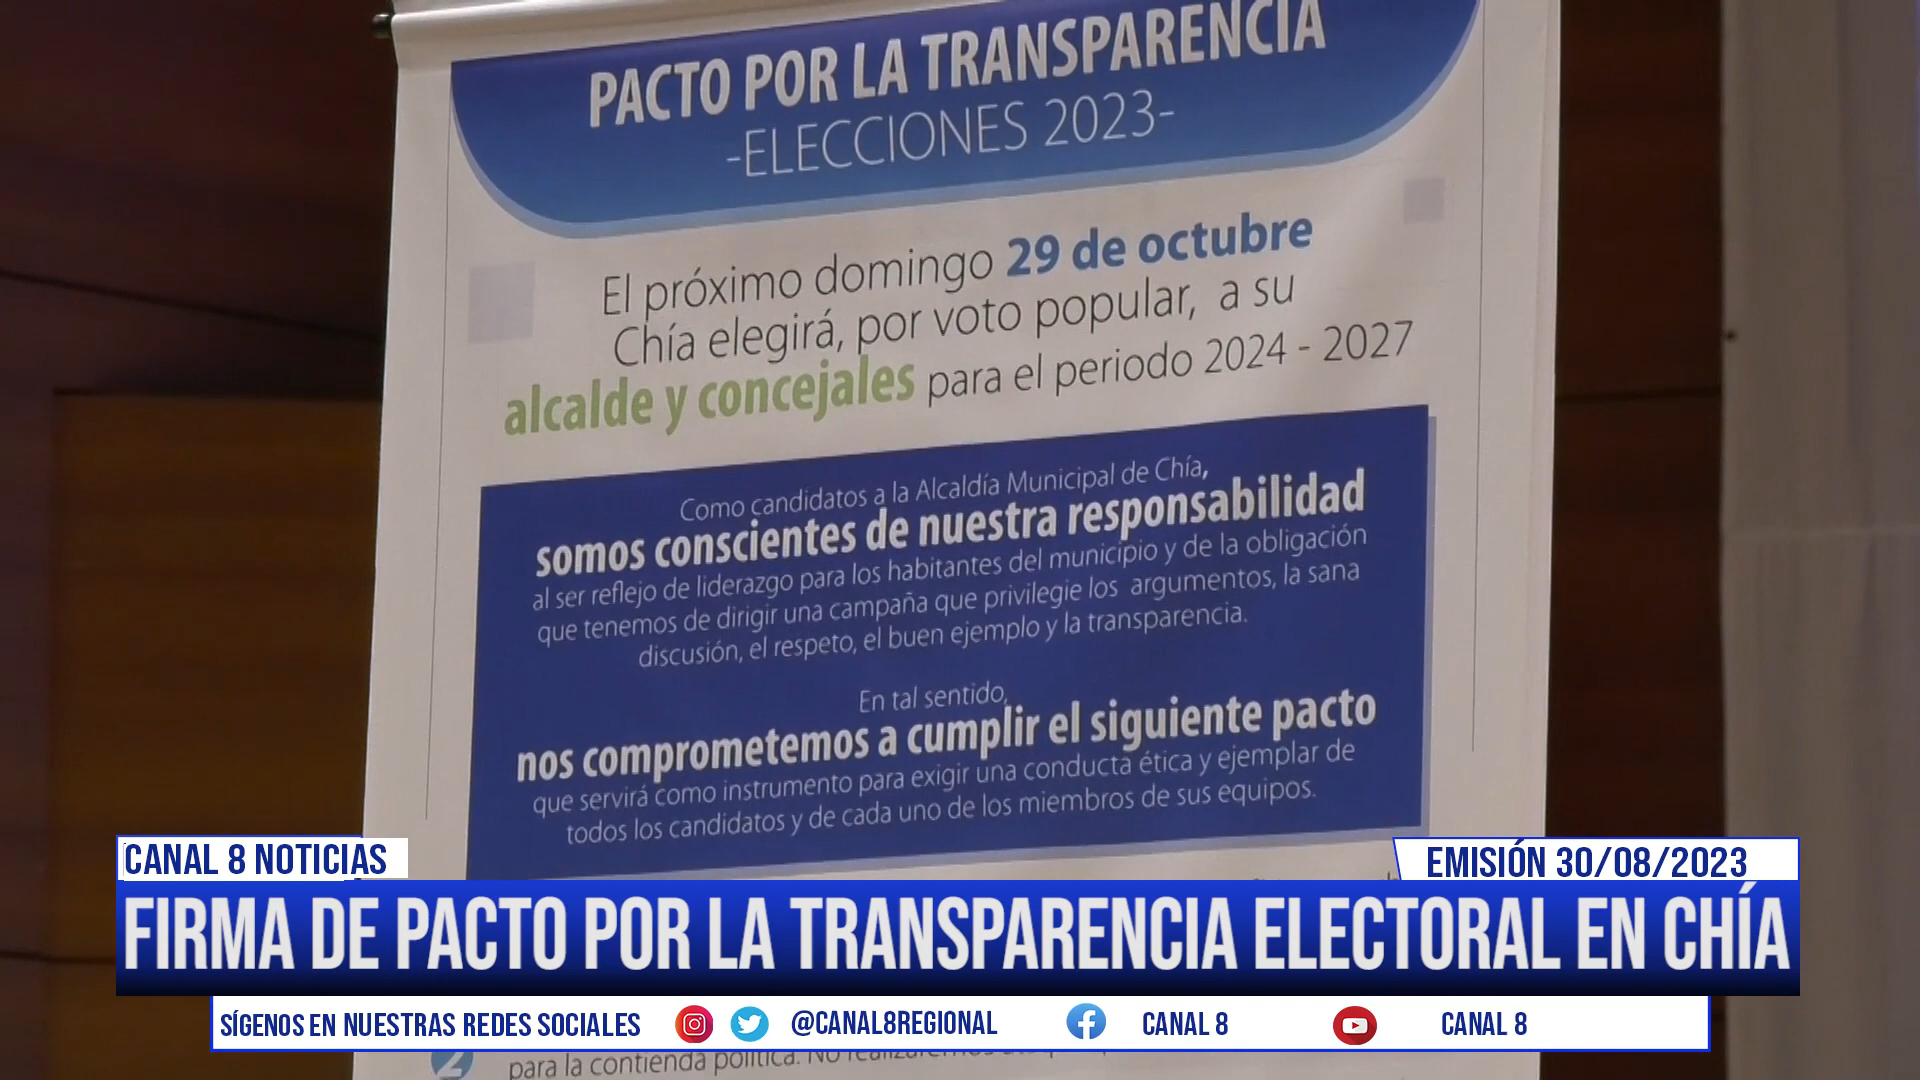 PACTO POR LA TRANSPARENCIA
-ELECCIONES 2023-
El próximo domingo 29 de octubre
Chía elegirá, por voto popular, a su
alcalde y concejales para el periodo 2024 - 2027
Como candidatos a la Alcaldía Municipal de Chía,
somos conscientes de nuestra responsabilidad
al ser reflejo de liderazgo para los habitantes del municipio y de la obligación
que tenemos de dirigir una campaña que privilegie los argumentos, la sana
discusión, el respeto, el buen ejemplo y la transparencia.
En tal sentido,
nos comprometemos a cumplir el siguiente pacto
que servirá como instrumento para exigir una conducta ética y ejemplar de
todos los candidatos y de cada uno de los miembros de sus equipos.
CANAL 8 NOTICIAS
EMISIÓN 30/08/2023
FIRMA DE PACTO POR LA TRANSPARENCIA ELECTORAL EN CHÍA
SÍGENOS EN NUESTRAS REDES SOCIALES @CANAL8REGIONAL CANAL 8 CANAL 8
2 para la contienda política. No realizaremos